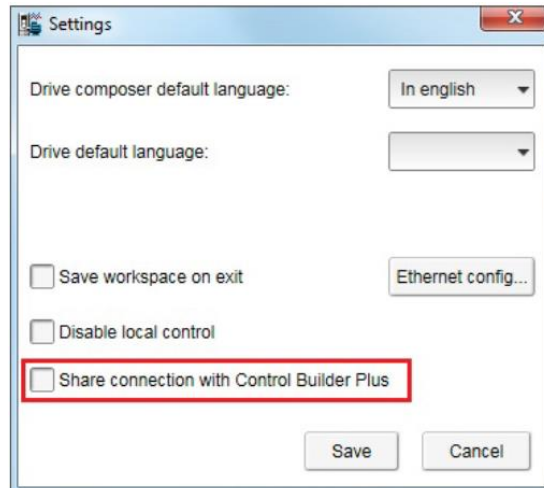 Settings
Drive composer default language:
In english
Drive default language:
Save workspace on exit
Ethernet config...
Disable local control
Share connection with Control Builder Plus
Save
Cancel